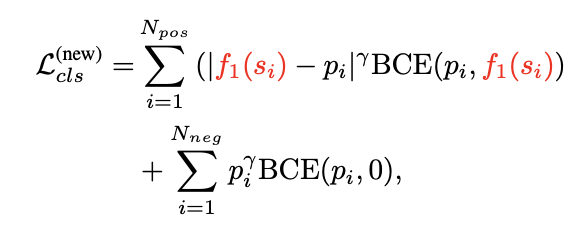 $\mathcal{L}_{cls}^{(\text{new})} = \sum_{i=1}^{N_{pos}} (|f_1(s_i) - p_i|^{\gamma} \text{BCE}(p_i, f_1(s_i))$
$+ \sum_{i=1}^{N_{neg}} p_i^{\gamma} \text{BCE}(p_i, 0),$